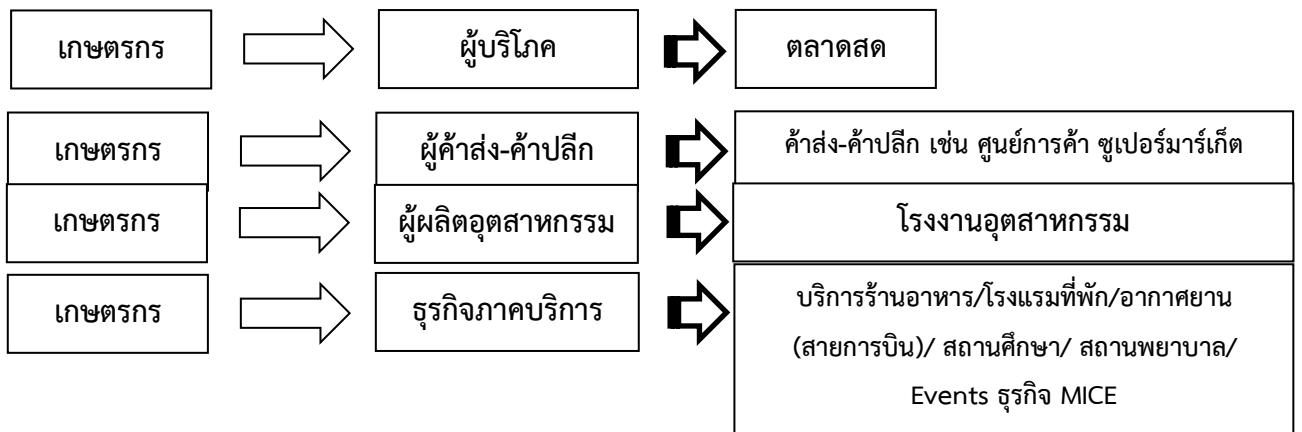 เกษตรกร ผู้บริโภค ตลาดสด
เกษตรกร ผู้ค้าส่ง-ค้าปลีก ค้าส่ง-ค้าปลีก เช่น ศูนย์การค้า ซูเปอร์มาร์เก็ต
เกษตรกร ผู้ผลิตอุตสาหกรรม โรงงานอุตสาหกรรม
เกษตรกร ธุรกิจภาคบริการ บริการร้านอาหาร/โรงแรมที่พัก/อากาศยาน
(สายการบิน)/ สถานศึกษา/ สถานพยาบาล/
Events ธุรกิจ MICE